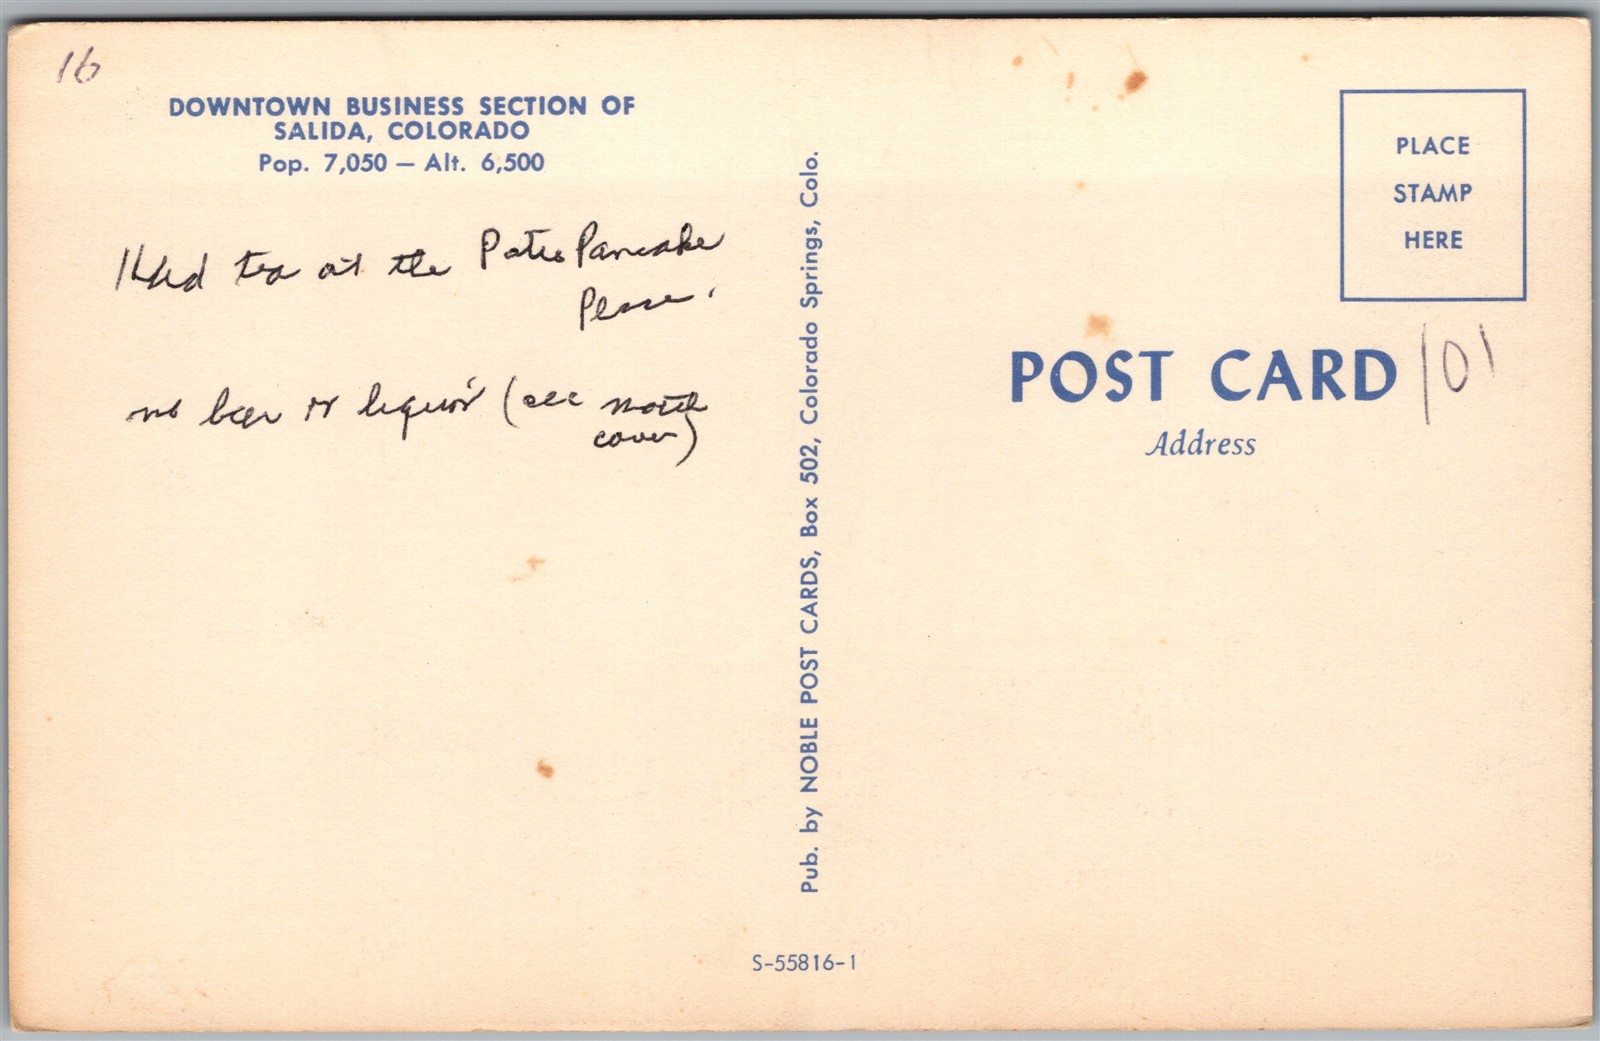 16
DOWNTOWN BUSINESS SECTION OF
SALIDA, COLORADO
Pop. 7,050 — Alt. 6,500
Had tea at the Patio Pancake
Place.
no beer or liquor (see match
cover)
Pub. by NOBLE POST CARDS, Box 502, Colorado Springs, Colo.
S-55816-1
PLACE
STAMP
HERE
POST CARD
101
Address